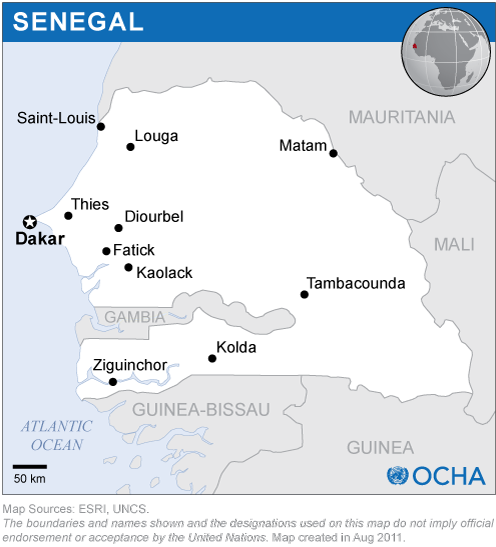 SENEGAL
MAURITANIA
Saint-Louis
Louga
Matam
Thies
Diourbel
Dakar
MALI
Fatick
Kaolack
Tambacounda
GAMBIA
Kolda
Ziguinchor
GUINEA-BISSAU
ATLANTIC
OCEAN
GUINEA
50 km
OCHA
Map Sources: ESRI, UNCS.
The boundaries and names shown and the designations used on this map do not imply official
endorsement or acceptance by the United Nations. Map created in Aug 2011.